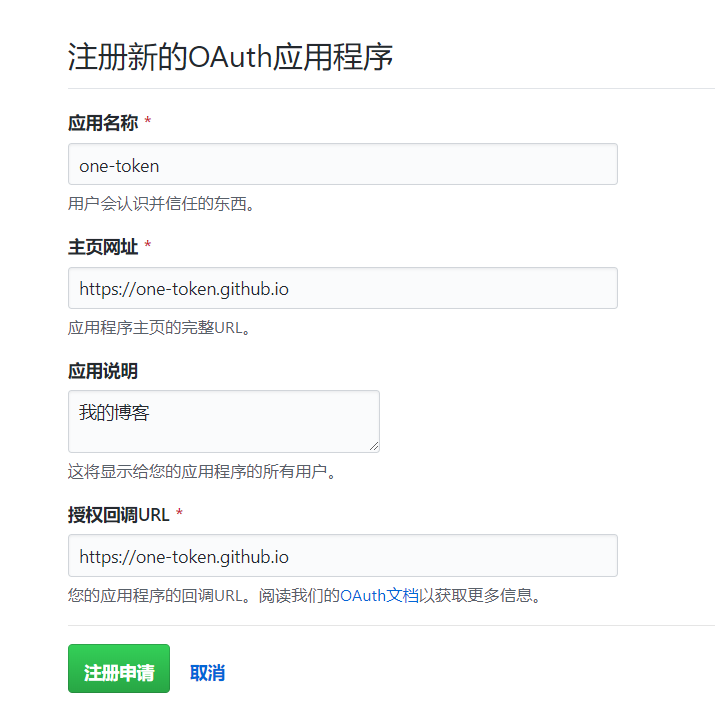 注册新的OAuth应用程序
应用名称 *
one-token
用户会认识并信任的东西。
主页网址 *
https://one-token.github.io
应用程序主页的完整URL。
应用说明
我的博客
这将显示给您的应用程序的所有用户。
授权回调URL *
https://one-token.github.io
您的应用程序的回调URL。阅读我们的OAuth文档以获取更多信息。
注册申请 取消